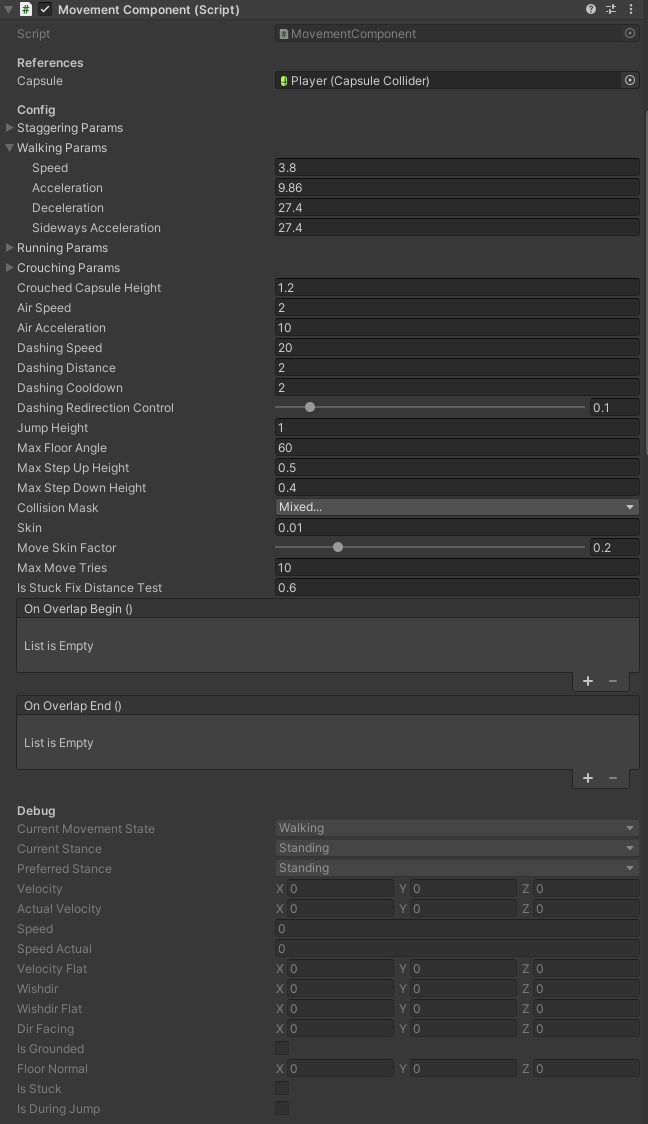 Movement Component (Script)
Script MovementComponent
References
Capsule Player (Capsule Collider)
Config
Staggering Params
Walking Params
Speed 3.8
Acceleration 9.86
Deceleration 27.4
Sideways Acceleration 27.4
Running Params
Crouching Params
Crouched Capsule Height 1.2
Air Speed 2
Air Acceleration 10
Dashing Speed 20
Dashing Distance 2
Dashing Cooldown 2
Dashing Redirection Control 0.1
Jump Height 1
Max Floor Angle 60
Max Step Up Height 0.5
Max Step Down Height 0.4
Collision Mask Mixed...
Skin 0.01
Move Skin Factor 0.2
Max Move Tries 10
Is Stuck Fix Distance Test 0.6
On Overlap Begin ()
List is Empty
+ −
On Overlap End ()
List is Empty
+ −
Debug
Current Movement State Walking
Current Stance Standing
Preferred Stance Standing
Velocity X 0 Y 0 Z 0
Actual Velocity X 0 Y 0 Z 0
Speed 0
Speed Actual 0
Velocity Flat X 0 Y 0 Z 0
Wishdir X 0 Y 0 Z 0
Wishdir Flat X 0 Y 0 Z 0
Dir Facing X 0 Y 0 Z 0
Is Grounded
Floor Normal X 0 Y 0 Z 0
Is Stuck
Is During Jump